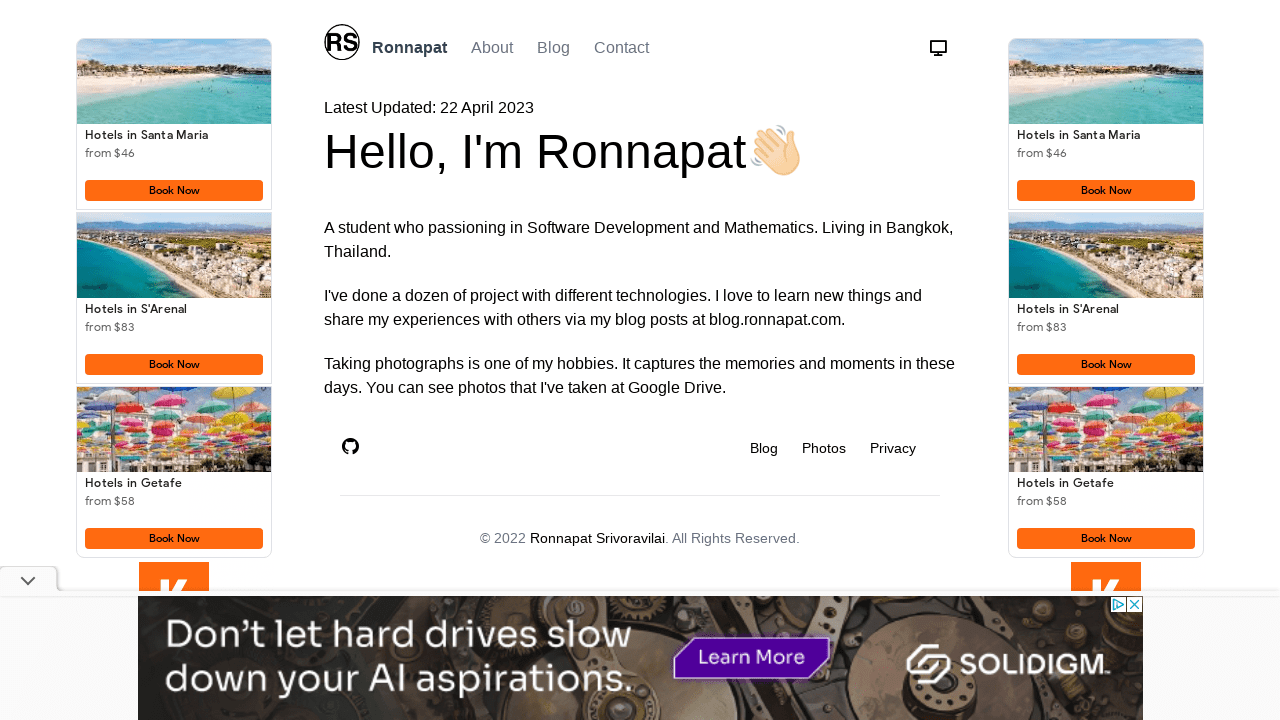 RS
Ronnapat About Blog Contact
Latest Updated: 22 April 2023
Hello, I'm Ronnapat👋🏼
A student who passioning in Software Development and Mathematics. Living in Bangkok,
Thailand.
I've done a dozen of project with different technologies. I love to learn new things and
share my experiences with others via my blog posts at blog.ronnapat.com.
Taking photographs is one of my hobbies. It captures the memories and moments in these
days. You can see photos that I've taken at Google Drive.
Blog Photos Privacy
© 2022 Ronnapat Srivoravilai. All Rights Reserved.
Hotels in Santa Maria
from $46
Book Now
Hotels in S'Arenal
from $83
Book Now
Hotels in Getafe
from $58
Book Now
K
Hotels in Santa Maria
from $46
Book Now
Hotels in S'Arenal
from $83
Book Now
Hotels in Getafe
from $58
Book Now
K
Don't let hard drives slow
down your AI aspirations.
Learn More
SOLIDIGM™